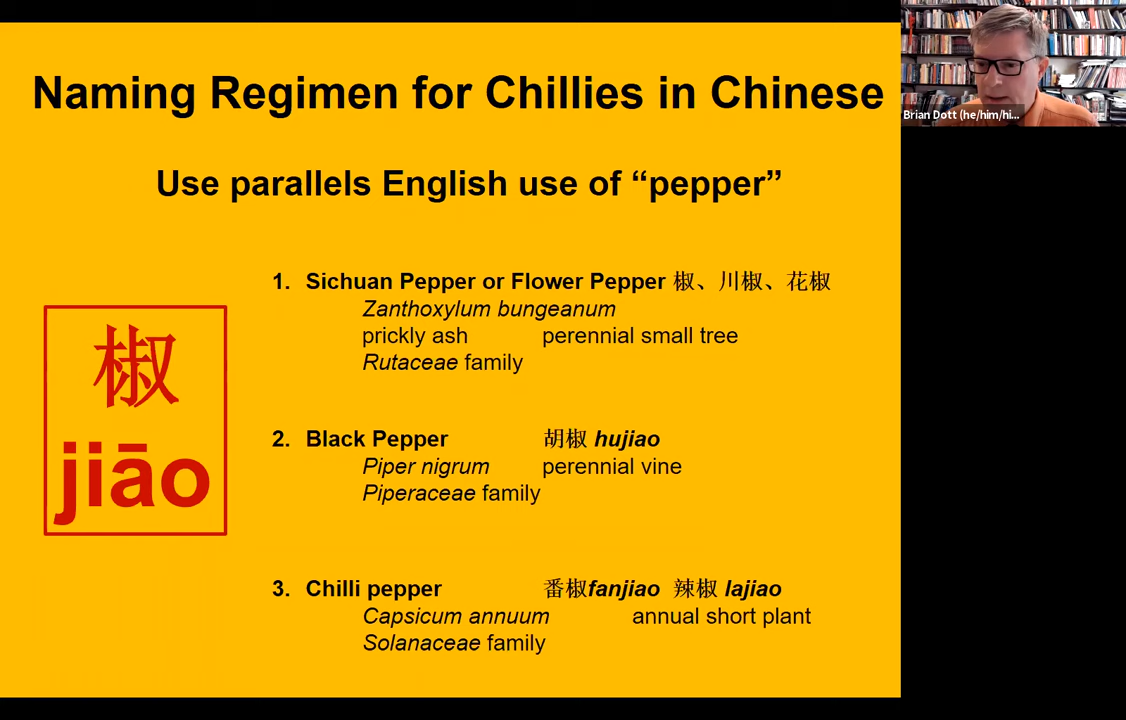 Naming Regimen for Chillies in Chinese
Use parallels English use of “pepper”
椒
jiāo
1. Sichuan Pepper or Flower Pepper 椒、川椒、花椒
Zanthoxylum bungeanum
prickly ash perennial small tree
Rutaceae family
2. Black Pepper 胡椒 hujiao
Piper nigrum perennial vine
Piperaceae family
3. Chilli pepper 番椒fanjiao 辣椒 lajiao
Capsicum annuum annual short plant
Solanaceae family
Brian Dott (he/him/hi...